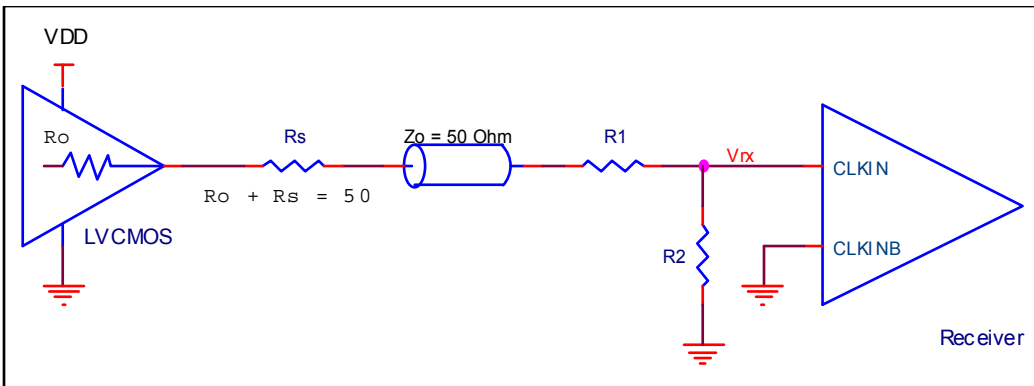 VDD
Ro
Rs
Zo = 50 Ohm
R1
Vrx
CLKIN
Ro + Rs = 50
LVCMOS
R2
CLKINB
Receiver